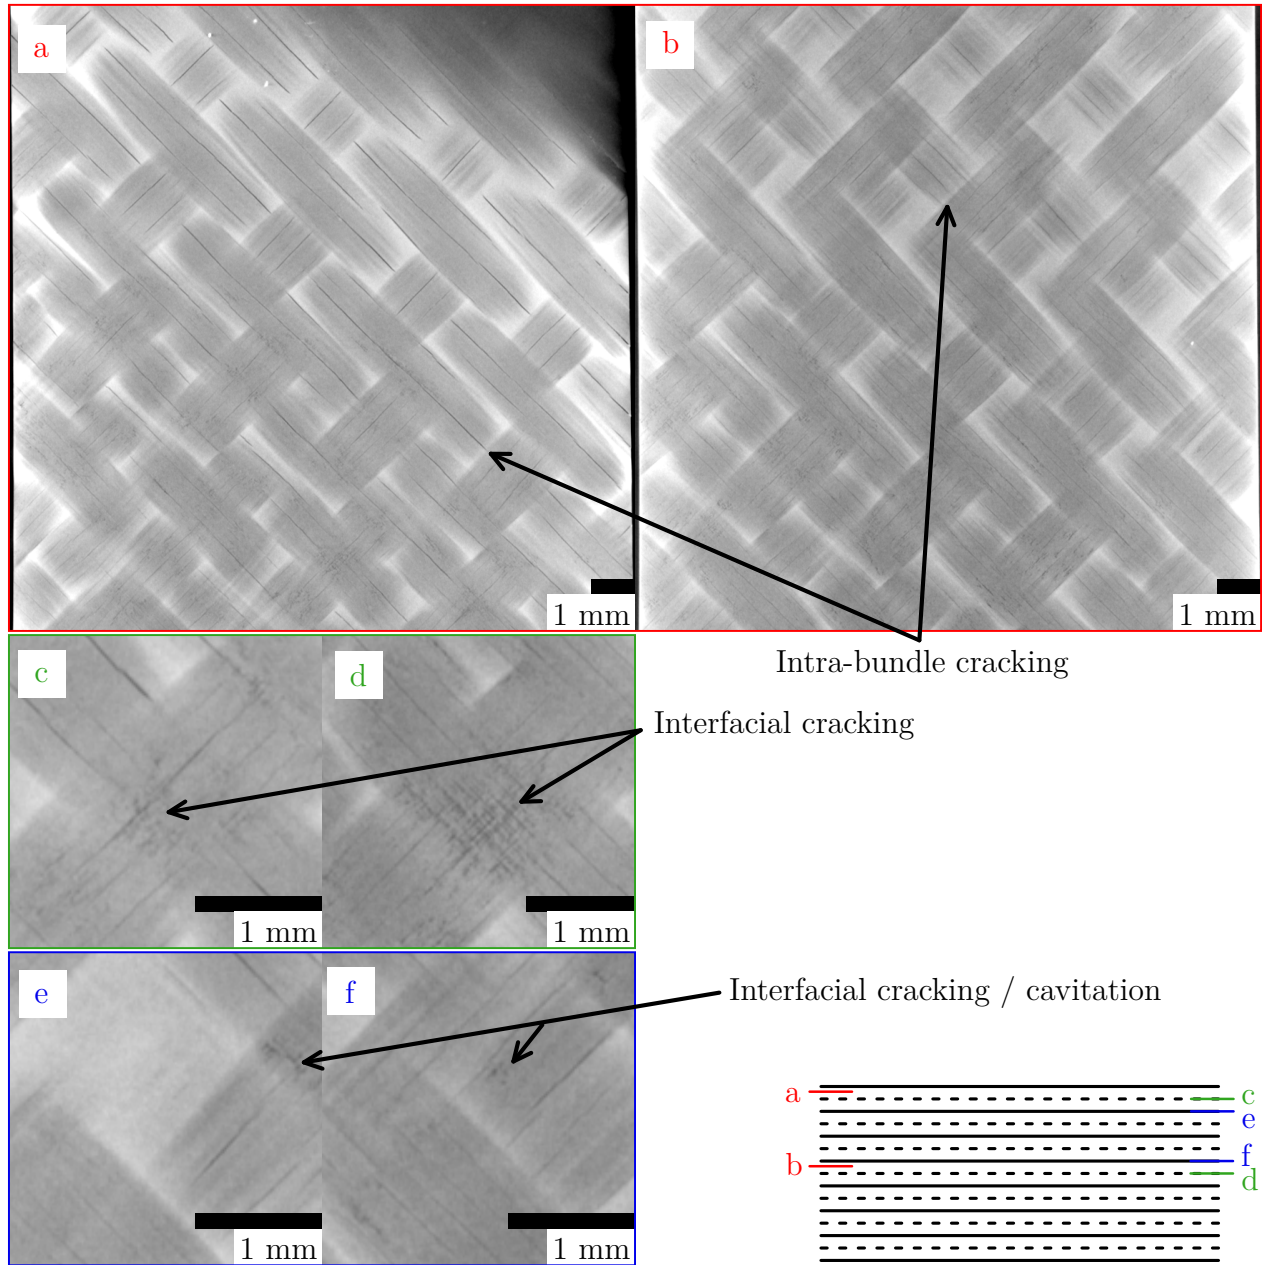 a
b
1 mm
1 mm
Intra-bundle cracking
c
d
Interfacial cracking
1 mm
1 mm
e
f
Interfacial cracking / cavitation
1 mm
1 mm
a
c
e
b
f
d